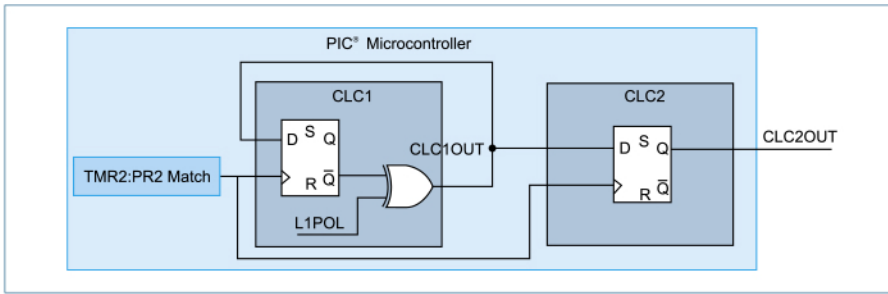 PIC® Microcontroller
CLC1
CLC2
D S Q
R Q̅
TMR2:PR2 Match
L1POL
CLC1OUT
D S Q
R Q̅
CLC2OUT